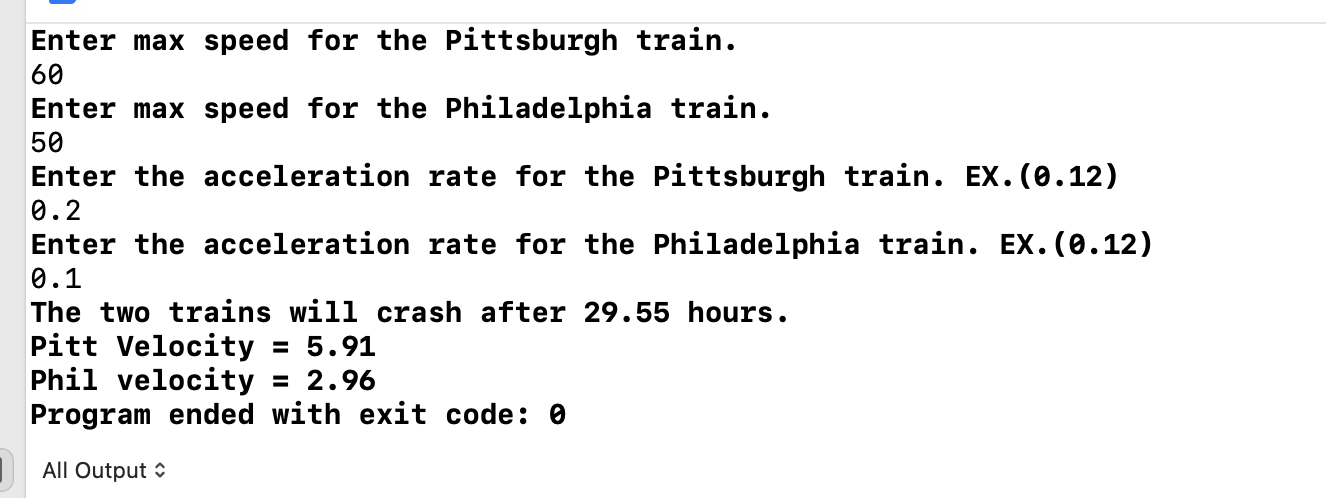 Enter max speed for the Pittsburgh train.
60
Enter max speed for the Philadelphia train.
50
Enter the acceleration rate for the Pittsburgh train. EX.(0.12)
0.2
Enter the acceleration rate for the Philadelphia train. EX.(0.12)
0.1
The two trains will crash after 29.55 hours.
Pitt Velocity = 5.91
Phil velocity = 2.96
Program ended with exit code: 0
All Output